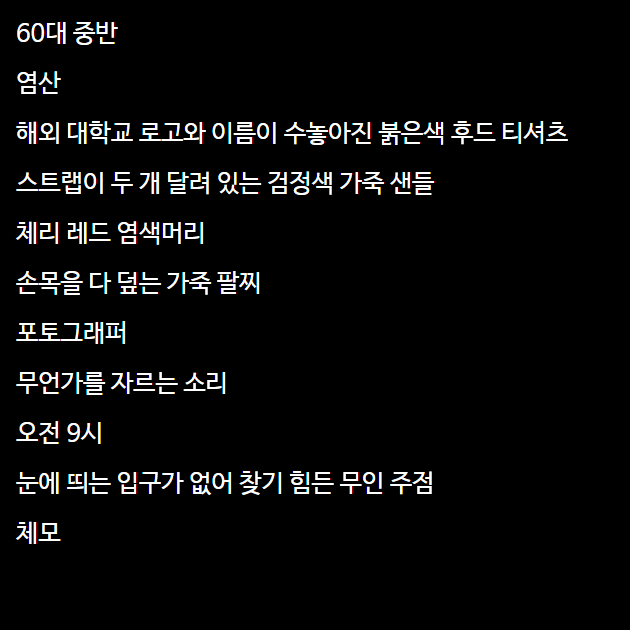 60대 중반
염산
해외 대학교 로고와 이름이 수놓아진 붉은색 후드 티셔츠
스트랩이 두 개 달려 있는 검정색 가죽 샌들
체리 레드 염색머리
손목을 다 덮는 가죽 팔찌
포토그래퍼
무언가를 자르는 소리
오전 9시
눈에 띄는 입구가 없어 찾기 힘든 무인 주점
체모